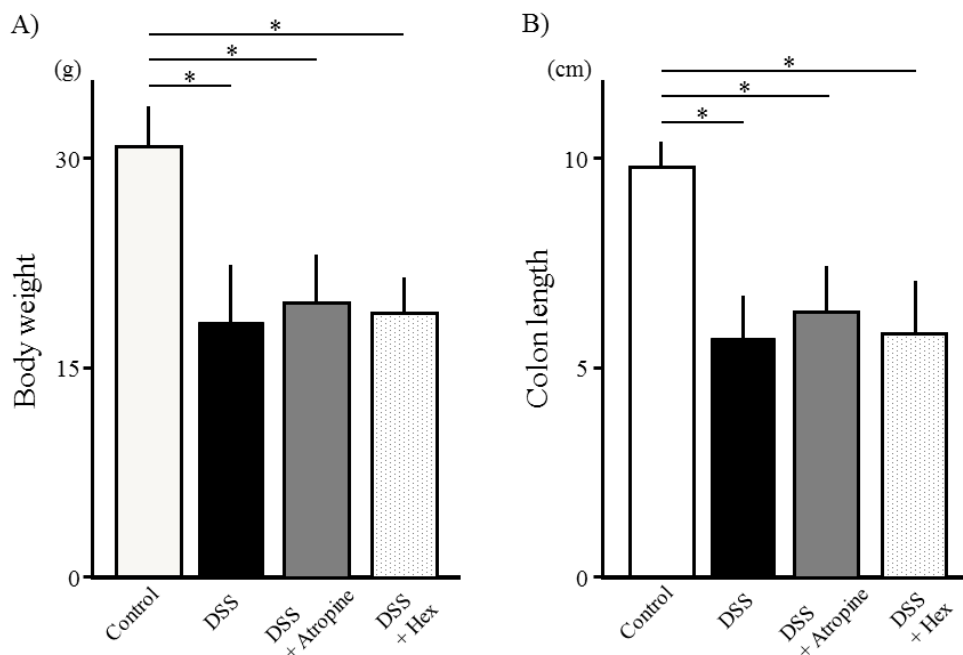 A)
(g)
*
*
*
30
15
0
Body weight
Control
DSS
DSS
+ Atropine
DSS
+ Hex
B)
(cm)
*
*
*
10
5
0
Colon length
Control
DSS
DSS
+ Atropine
DSS
+ Hex